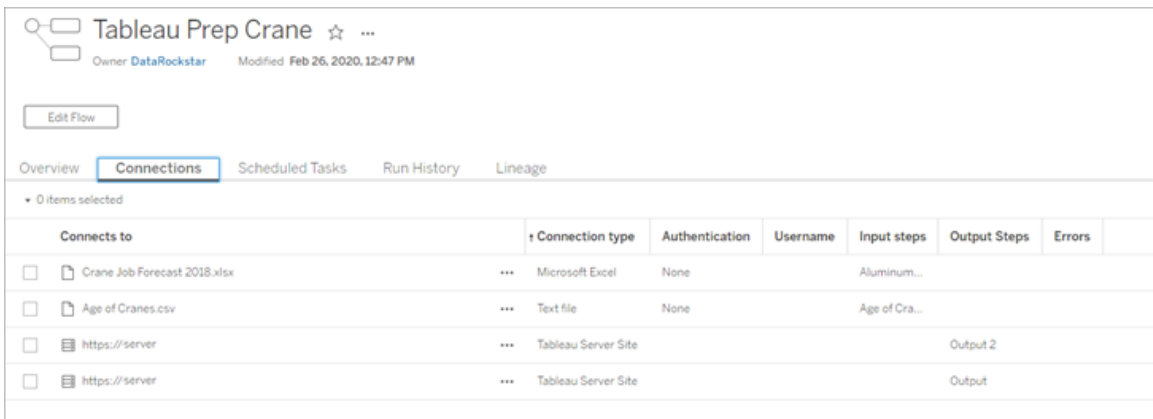 Tableau Prep Crane
Owner DataRockstar Modified Feb 26, 2020, 12:47 PM
Edit Flow
Overview Connections Scheduled Tasks Run History Lineage
0 items selected
Connects to ↑ Connection type Authentication Username Input steps Output Steps Errors
Crane Job Forecast 2018.xlsx ... Microsoft Excel None Aluminum...
Age of Cranes.csv ... Text file None Age of Cra...
https://server ... Tableau Server Site Output 2
https://server ... Tableau Server Site Output